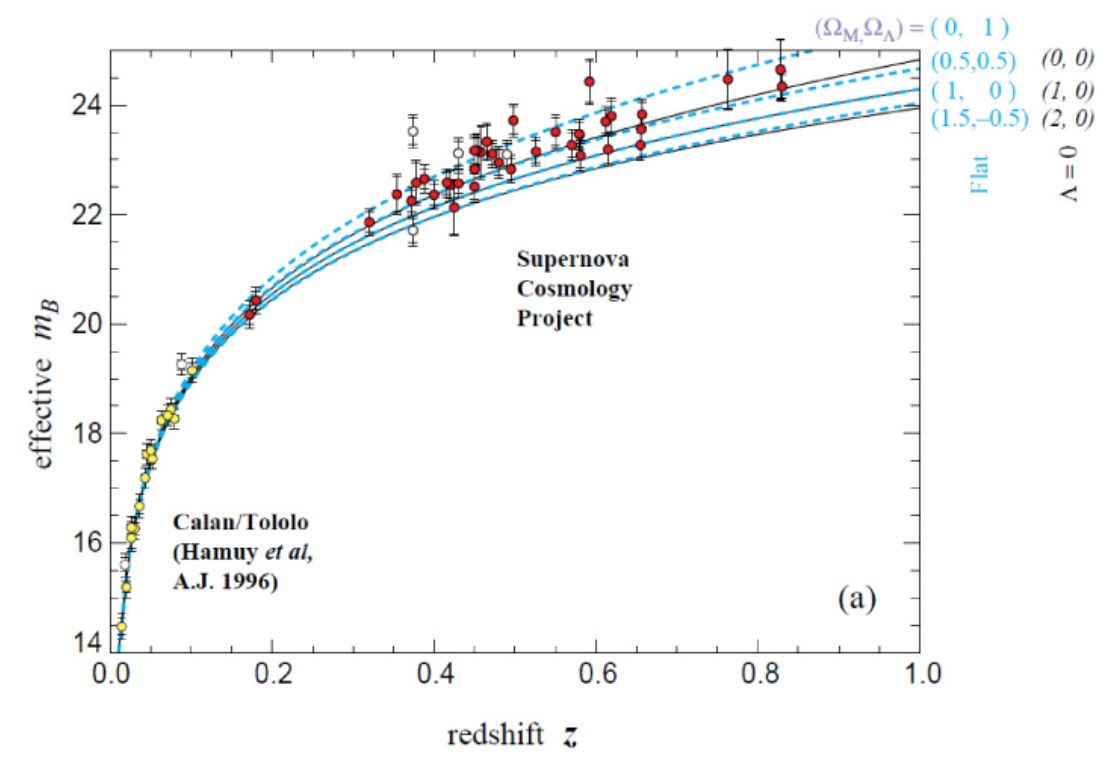 (ΩM,ΩΛ) = ( 0, 1 )
(0.5,0.5) (0, 0)
( 1, 0 ) (1, 0)
(1.5,–0.5) (2, 0)
Flat
Λ = 0
24
22
20
18
16
14
effective mB
Supernova
Cosmology
Project
Calan/Tololo
(Hamuy et al,
A.J. 1996)
(a)
0.0 0.2 0.4 0.6 0.8 1.0
redshift z